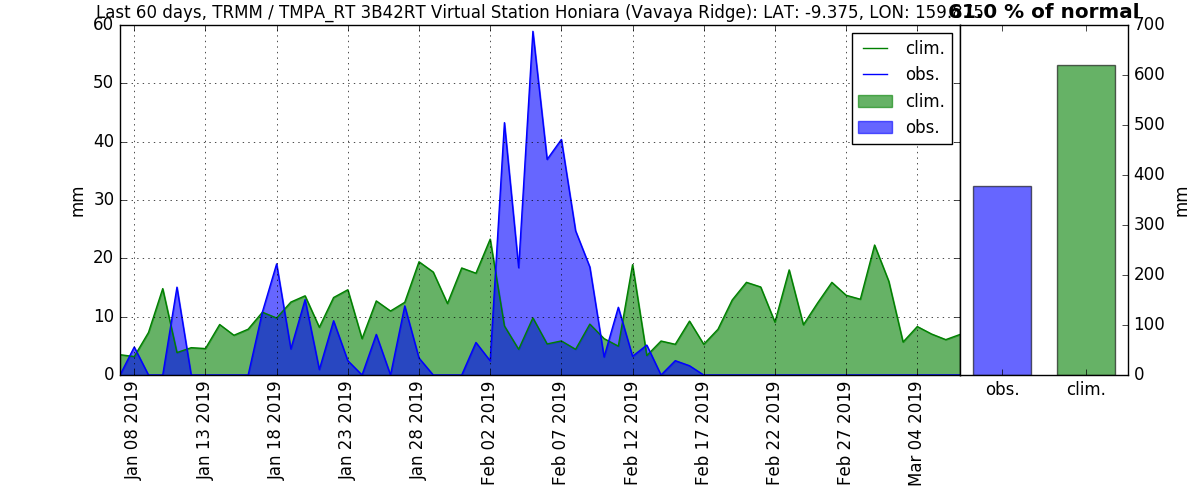 Last 60 days, TRMM / TMPA_RT 3B42RT Virtual Station Honiara (Vavaya Ridge): LAT: -9.375, LON:
61.0 % of normal
60
50
40
30
20
10
0
mm
clim.
obs.
clim.
obs.
700
600
500
400
300
200
100
0
mm
Jan 08 2019
Jan 13 2019
Jan 18 2019
Jan 23 2019
Jan 28 2019
Feb 02 2019
Feb 07 2019
Feb 12 2019
Feb 17 2019
Feb 22 2019
Feb 27 2019
Mar 04 2019
obs.
clim.